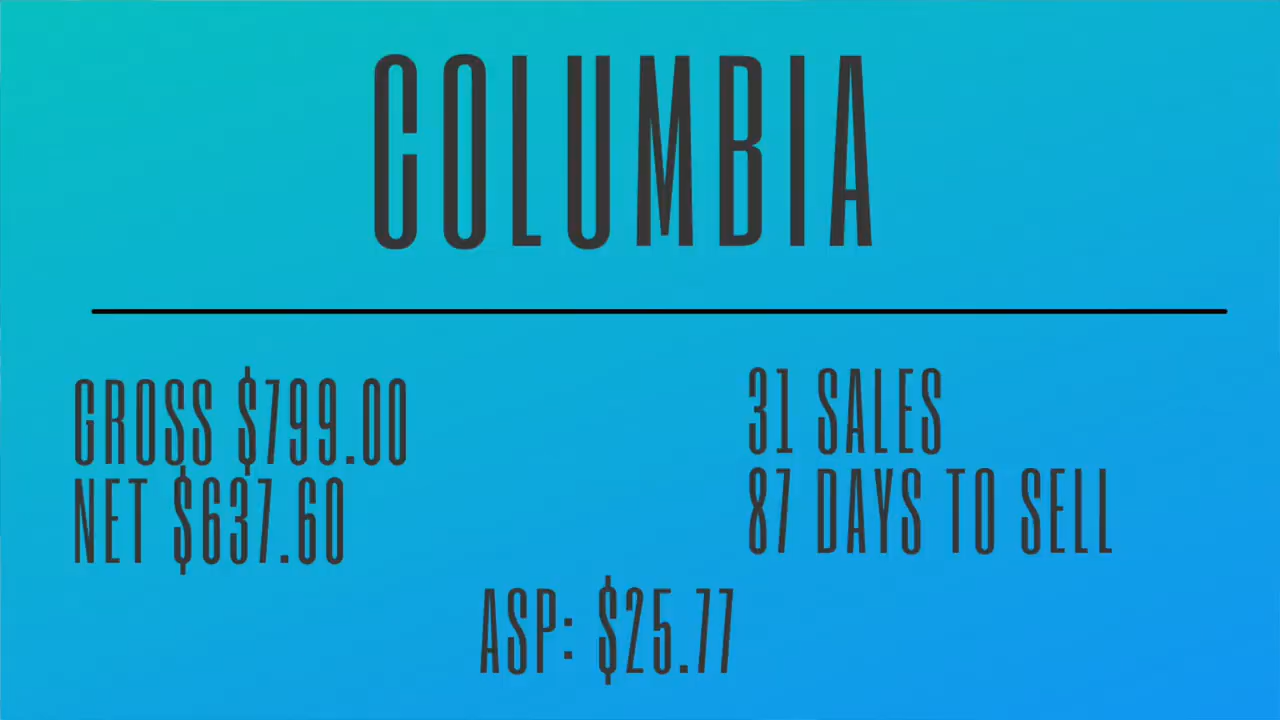 COLUMBIA
GROSS $799.00
NET $637.60
31 SALES
87 DAYS TO SELL
ASP: $25.77